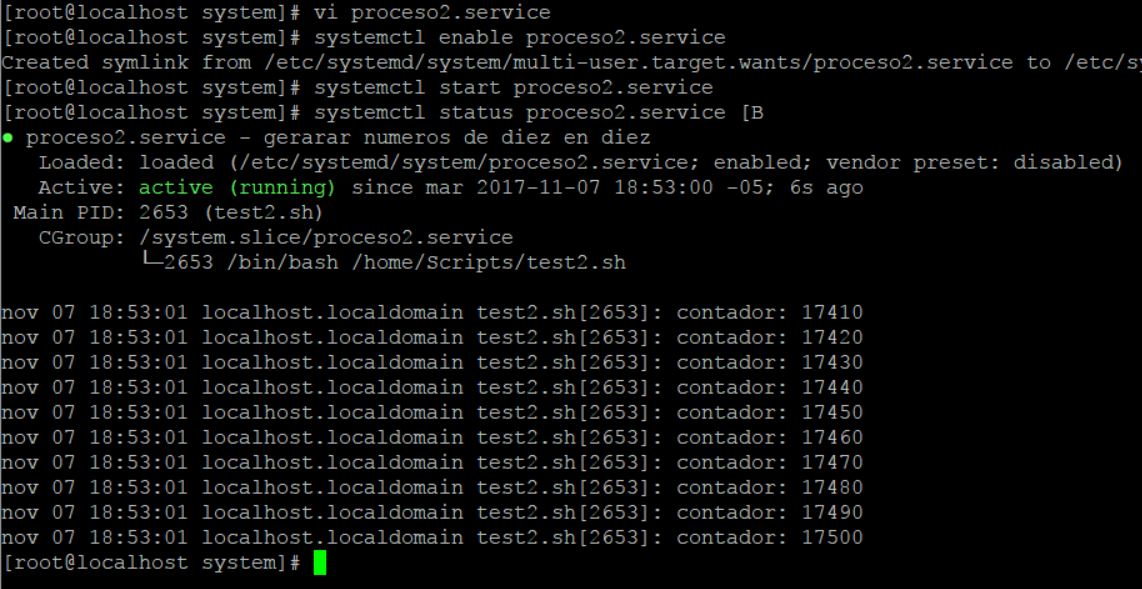 [root@localhost system]# vi proceso2.service
[root@localhost system]# systemctl enable proceso2.service
Created symlink from /etc/systemd/system/multi-user.target.wants/proceso2.service to /etc/sy
[root@localhost system]# systemctl start proceso2.service
[root@localhost system]# systemctl status proceso2.service [B
● proceso2.service - gerarar numeros de diez en diez
   Loaded: loaded (/etc/systemd/system/proceso2.service; enabled; vendor preset: disabled)
   Active: active (running) since mar 2017-11-07 18:53:00 -05; 6s ago
 Main PID: 2653 (test2.sh)
   CGroup: /system.slice/proceso2.service
           └─2653 /bin/bash /home/Scripts/test2.sh

nov 07 18:53:01 localhost.localdomain test2.sh[2653]: contador: 17410
nov 07 18:53:01 localhost.localdomain test2.sh[2653]: contador: 17420
nov 07 18:53:01 localhost.localdomain test2.sh[2653]: contador: 17430
nov 07 18:53:01 localhost.localdomain test2.sh[2653]: contador: 17440
nov 07 18:53:01 localhost.localdomain test2.sh[2653]: contador: 17450
nov 07 18:53:01 localhost.localdomain test2.sh[2653]: contador: 17460
nov 07 18:53:01 localhost.localdomain test2.sh[2653]: contador: 17470
nov 07 18:53:01 localhost.localdomain test2.sh[2653]: contador: 17480
nov 07 18:53:01 localhost.localdomain test2.sh[2653]: contador: 17490
nov 07 18:53:01 localhost.localdomain test2.sh[2653]: contador: 17500
[root@localhost system]#